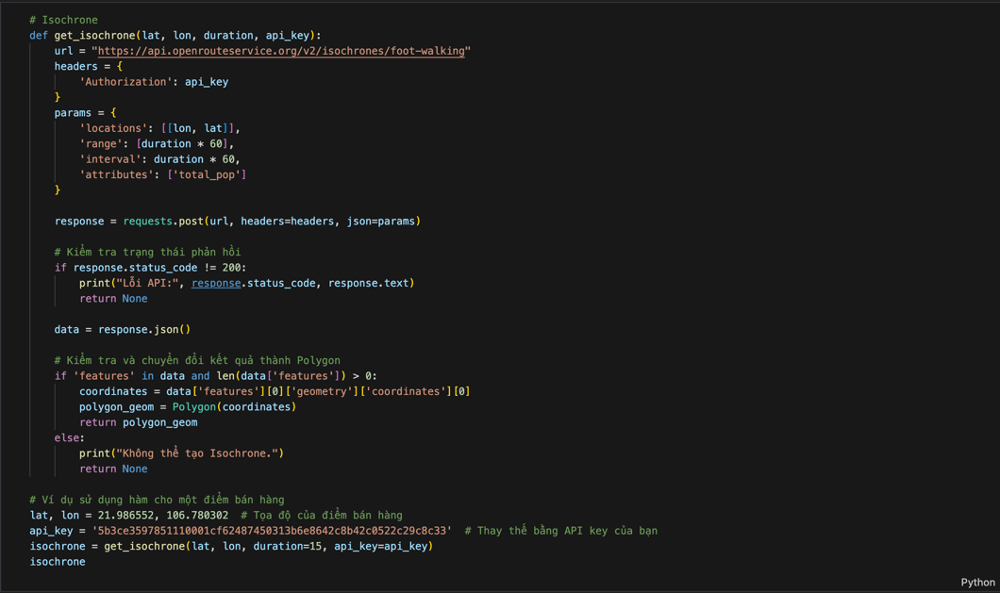 # Isochrone
def get_isochrone(lat, lon, duration, api_key):
    url = "https://api.openrouteservice.org/v2/isochrones/foot-walking"
    headers = {
        'Authorization': api_key
    }
    params = {
        'locations': [[lon, lat]],
        'range': [duration * 60],
        'interval': duration * 60,
        'attributes': ['total_pop']
    }

    response = requests.post(url, headers=headers, json=params)

    # Kiểm tra trạng thái phản hồi
    if response.status_code != 200:
        print("Lỗi API:", response.status_code, response.text)
        return None

    data = response.json()

    # Kiểm tra và chuyển đổi kết quả thành Polygon
    if 'features' in data and len(data['features']) > 0:
        coordinates = data['features'][0]['geometry']['coordinates'][0]
        polygon_geom = Polygon(coordinates)
        return polygon_geom
    else:
        print("Không thể tạo Isochrone.")
        return None

# Ví dụ sử dụng hàm cho một điểm bán hàng
lat, lon = 21.986552, 106.780302  # Tọa độ của điểm bán hàng
api_key = '5b3ce3597851110001cf62487450313b6e8642c8b42c0522c29c8c33'  # Thay thế bằng API key của bạn
isochrone = get_isochrone(lat, lon, duration=15, api_key=api_key)
isochrone
Python